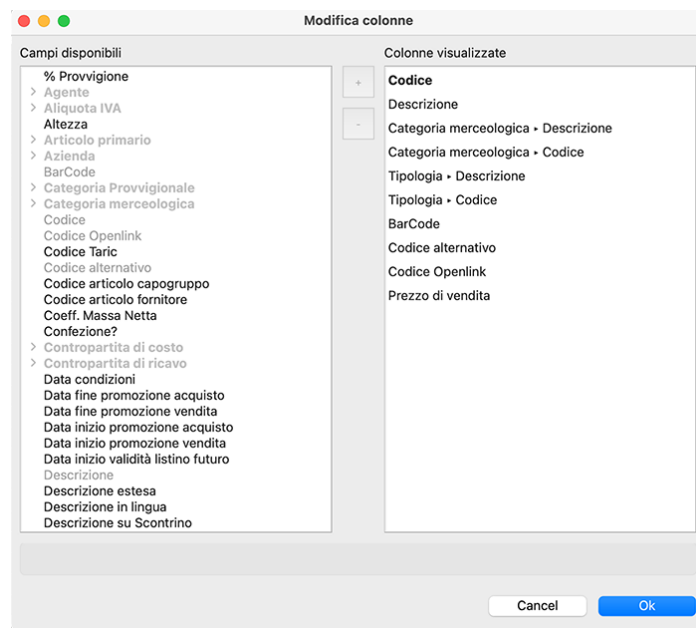 Modifica colonne
Campi disponibili
% Provvigione
Agente
Aliquota IVA
Altezza
Articolo primario
Azienda
BarCode
Categoria Provvigionale
Categoria merceologica
Codice
Codice Openlink
Codice Taric
Codice alternativo
Codice articolo capogruppo
Codice articolo fornitore
Coeff. Massa Netta
Confezione?
Contropartita di costo
Contropartita di ricavo
Data condizioni
Data fine promozione acquisto
Data fine promozione vendita
Data inizio promozione acquisto
Data inizio promozione vendita
Data inizio validità listino futuro
Descrizione
Descrizione estesa
Descrizione in lingua
Descrizione su Scontrino
+
-
Colonne visualizzate
Codice
Descrizione
Categoria merceologica ▸ Descrizione
Categoria merceologica ▸ Codice
Tipologia ▸ Descrizione
Tipologia ▸ Codice
BarCode
Codice alternativo
Codice Openlink
Prezzo di vendita
Cancel
Ok